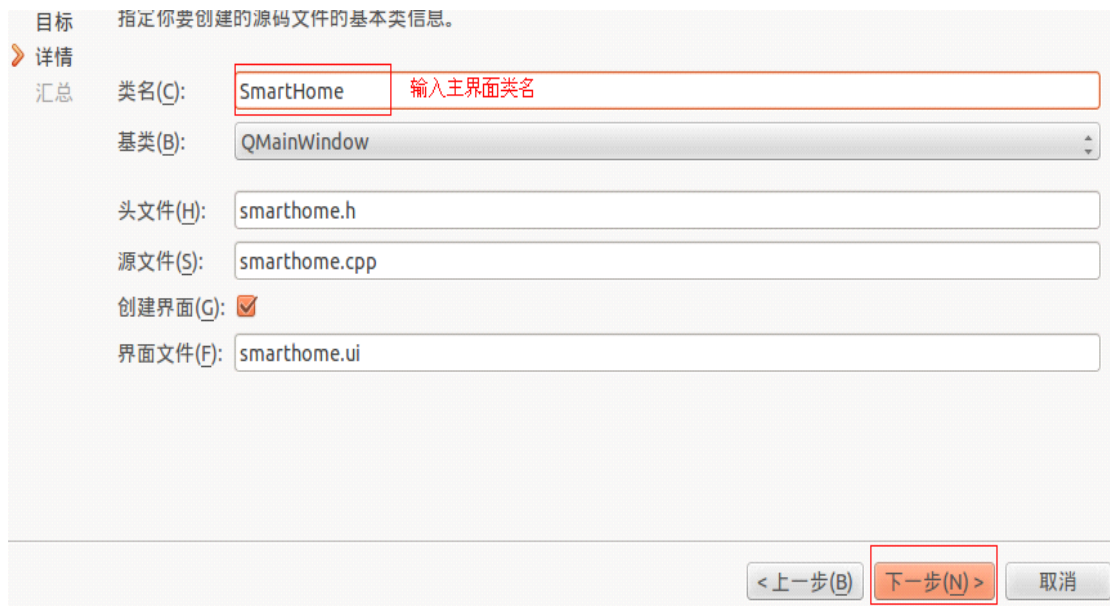 目标
指定你要创建的源码文件的基本类信息。
详情
汇总
类名(C): SmartHome 输入主界面类名
基类(B): QMainWindow
头文件(H): smarthome.h
源文件(S): smarthome.cpp
创建界面(G):
界面文件(F): smarthome.ui
<上一步(B) 下一步(N)> 取消